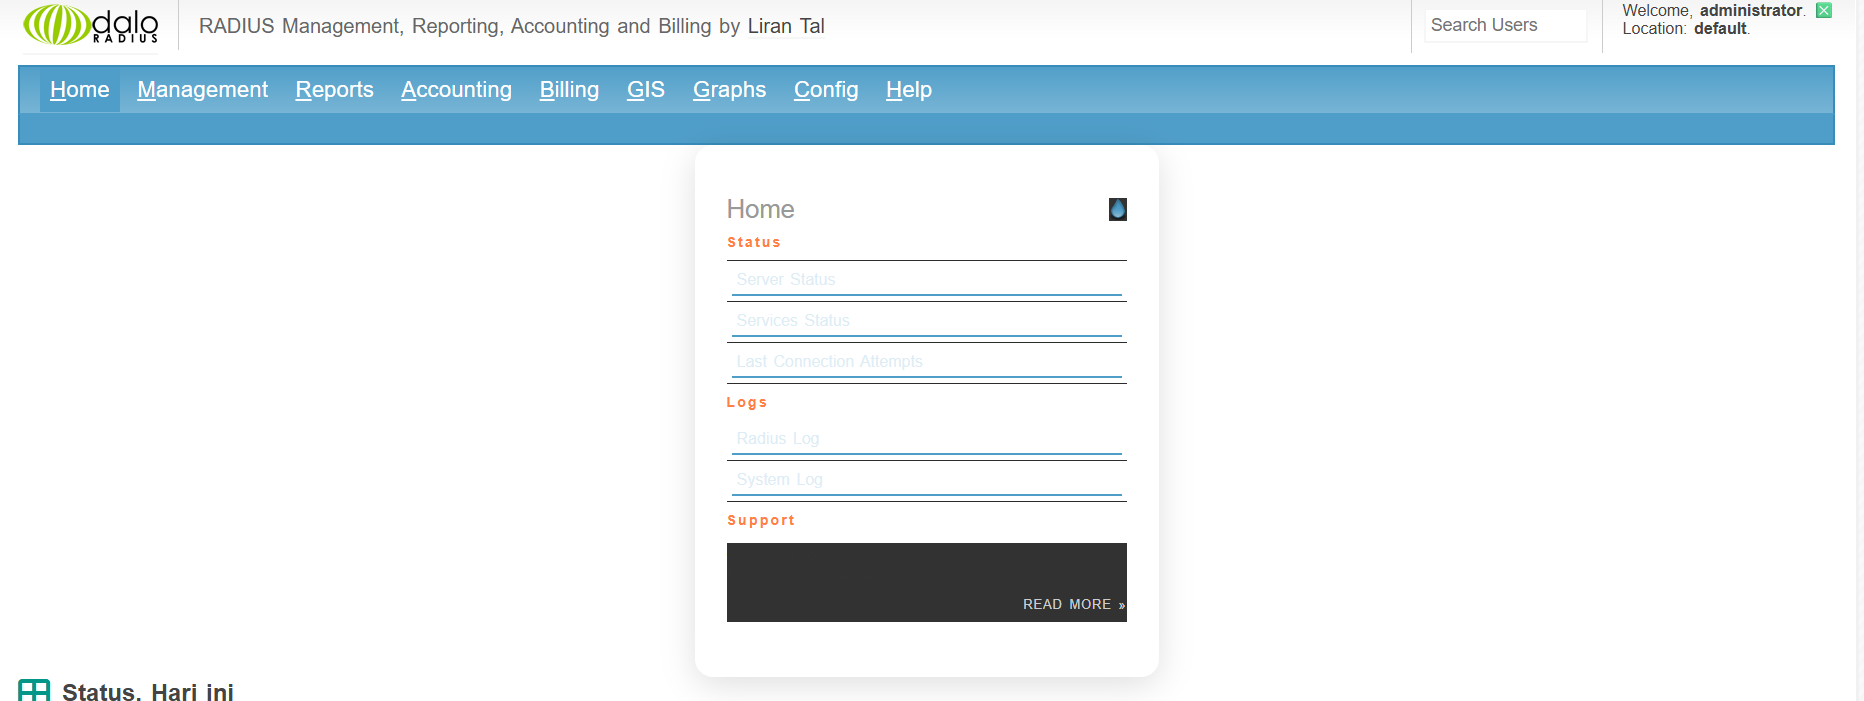 dalo
RADIUS
RADIUS Management, Reporting, Accounting and Billing by Liran Tal
Search Users
Welcome, administrator.
Location: default.
Home Management Reports Accounting Billing GIS Graphs Config Help
Home
Status
Server Status
Services Status
Last Connection Attempts
Logs
Radius Log
System Log
Support
READ MORE »
Status. Hari ini